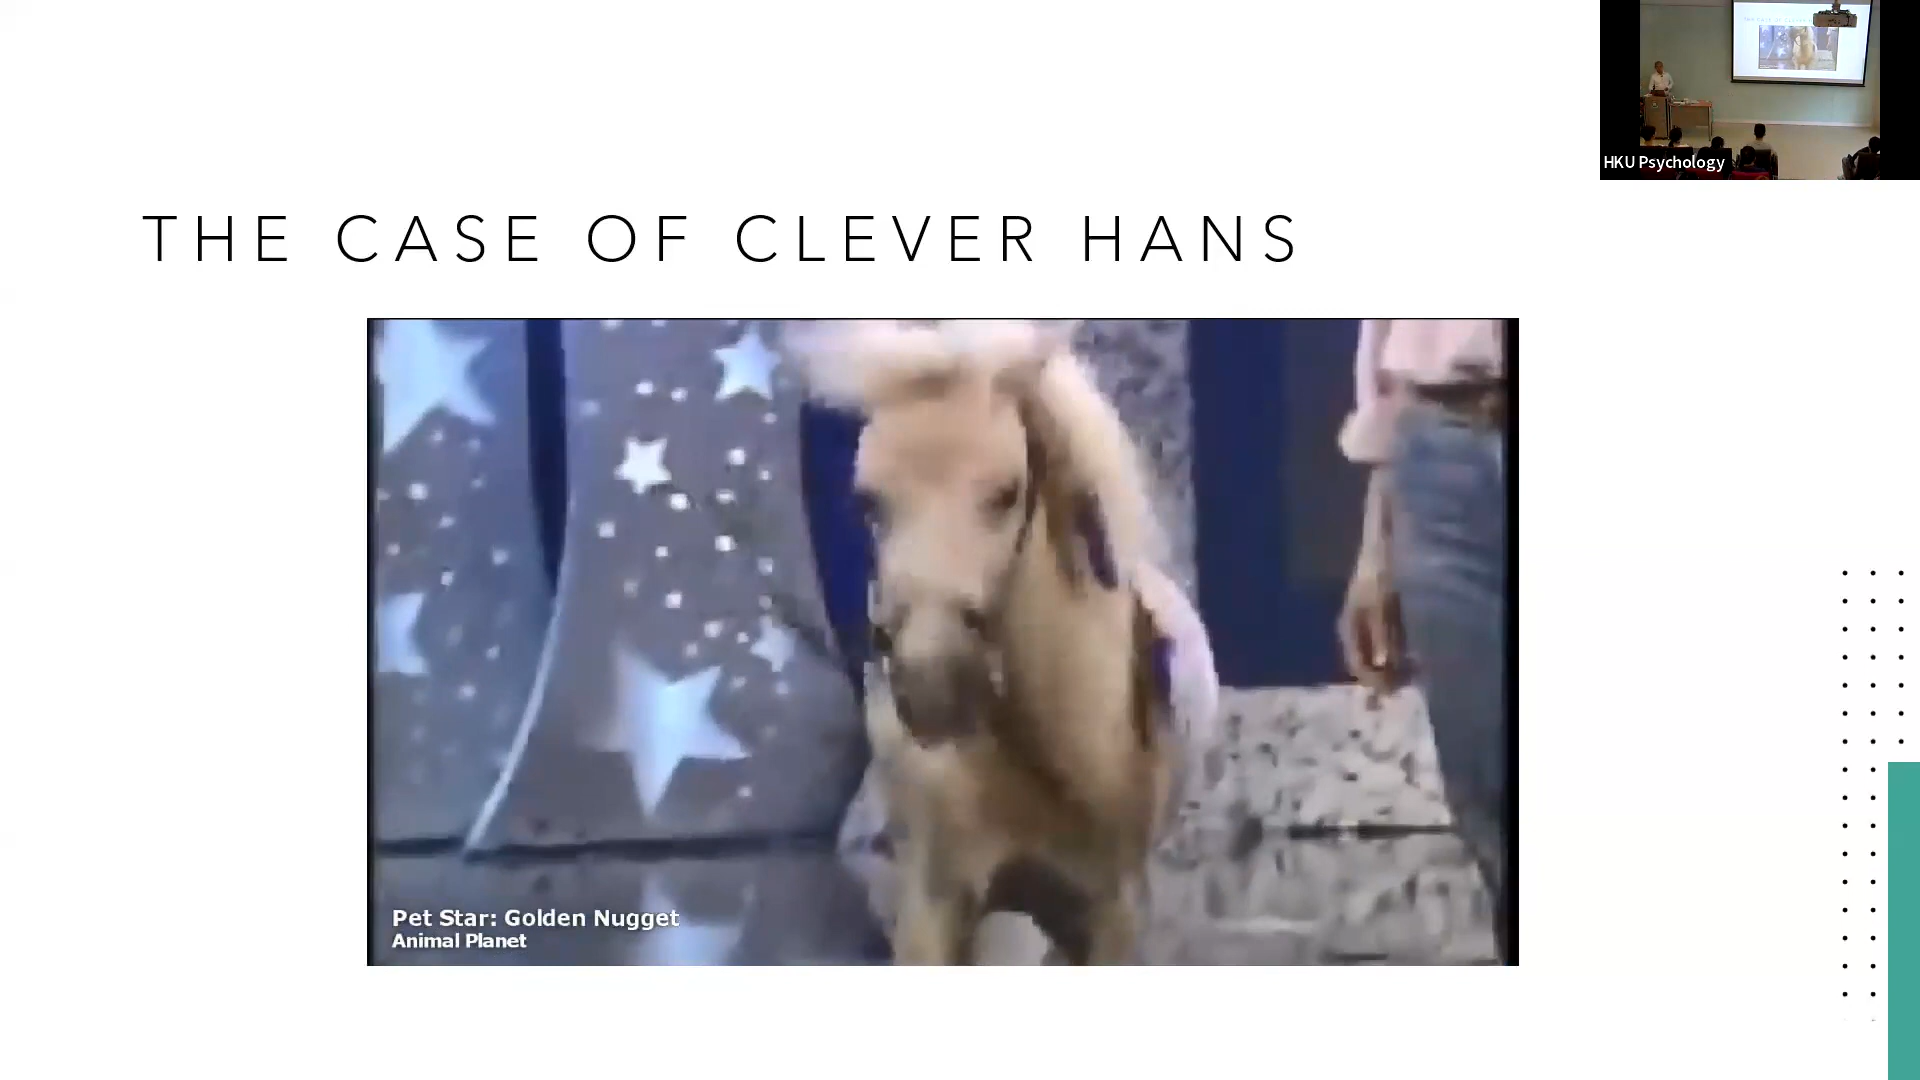 HKU Psychology
THE CASE OF CLEVER HANS
Pet Star: Golden Nugget
Animal Planet